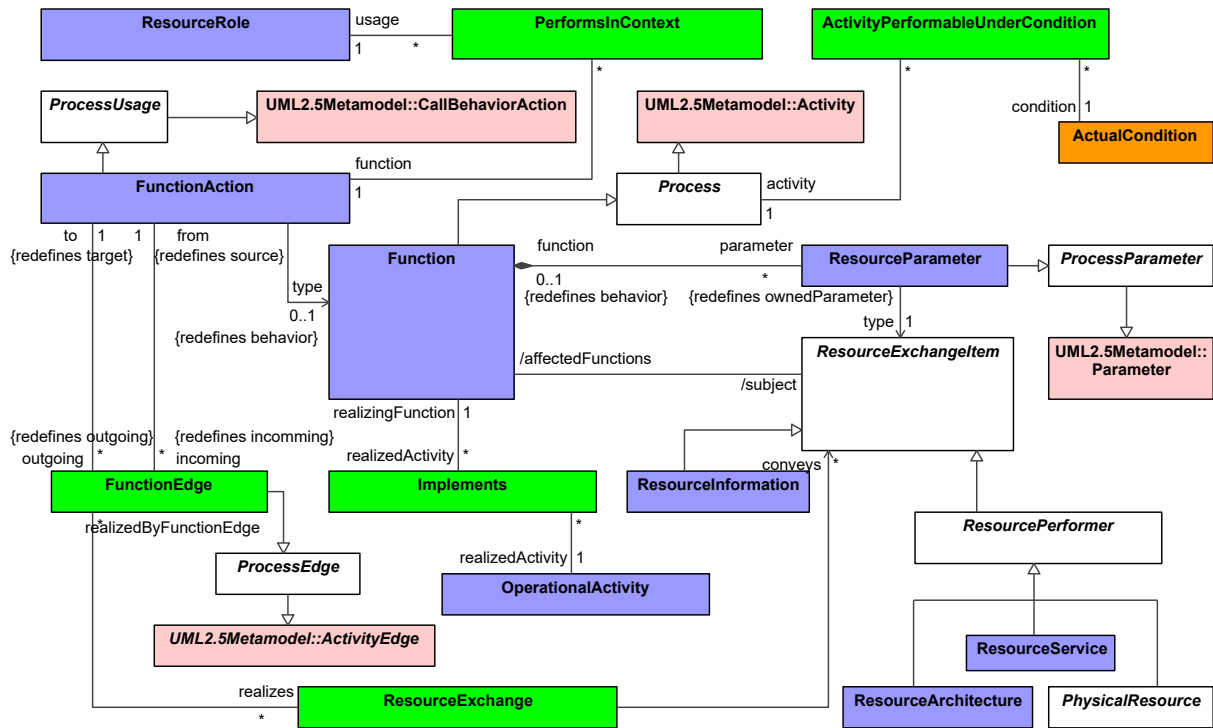 ResourceRole
usage
1
*
PerformsInContext
ActivityPerformableUnderCondition
*
*
*
condition
1
ActualCondition
ProcessUsage
UML2.5Metamodel::CallBehaviorAction
UML2.5Metamodel::Activity
function
1
FunctionAction
Process
activity
1
to
1
1
from
{redefines target}
{redefines source}
type
0..1
{redefines behavior}
Function
function
0..1
{redefines behavior}
parameter
*
{redefines ownedParameter}
ResourceParameter
ProcessParameter
type
1
UML2.5Metamodel::
Parameter
/affectedFunctions
/subject
ResourceExchangeItem
realizingFunction
1
{redefines outgoing}
{redefines incomming}
outgoing
*
*
incoming
realizedActivity
*
conveys
*
FunctionEdge
Implements
ResourceInformation
*
realizedByFunctionEdge
*
ResourcePerformer
ProcessEdge
realizedActivity
1
OperationalActivity
UML2.5Metamodel::ActivityEdge
ResourceService
realizes
*
ResourceExchange
ResourceArchitecture
PhysicalResource